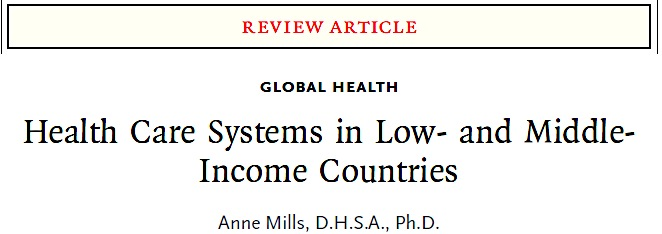 REVIEW ARTICLE
GLOBAL HEALTH
Health Care Systems in Low- and Middle-
Income Countries
Anne Mills, D.H.S.A., Ph.D.